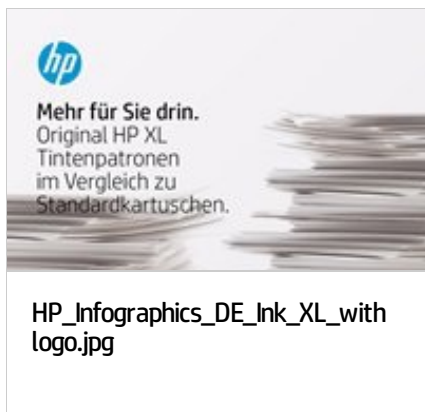 hp
Mehr für Sie drin.
Original HP XL
Tintenpatronen
im Vergleich zu
Standardkartuschen.
HP_Infographics_DE_Ink_XL_with
logo.jpg